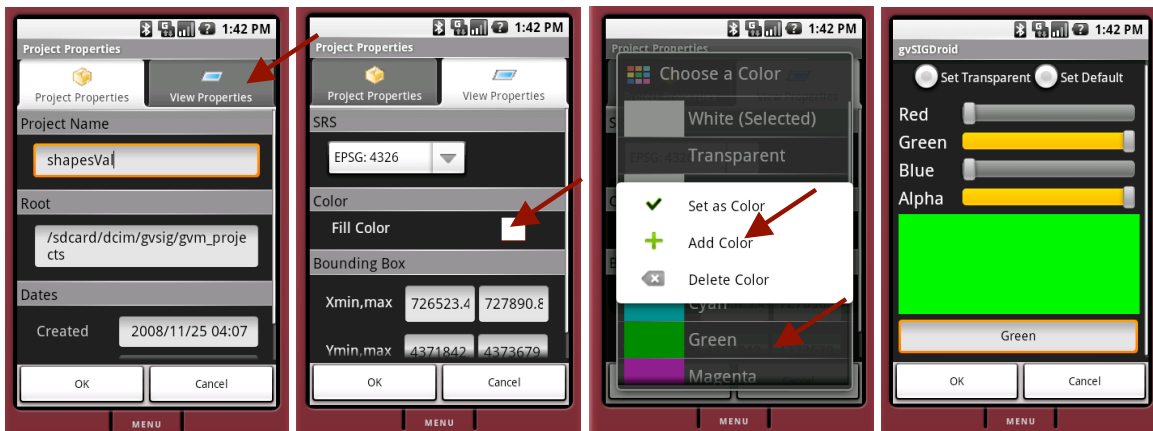 1:42 PM
Project Properties
Project Properties
View Properties
Project Name
shapesVal
Root
/sdcard/dcim/gvsig/gvm_proje
cts
Dates
Created
2008/11/25 04:07
OK
Cancel
MENU
1:42 PM
Project Properties
Project Properties
View Properties
SRS
EPSG: 4326
Color
Fill Color
Bounding Box
Xmin,max
726523.4
727890.8
Ymin,max
4371842
4373679
OK
Cancel
MENU
1:42 PM
Project Properties
Choose a Color
White (Selected)
Transparent
Set as Color
Add Color
Delete Color
Cyan
Green
Magenta
MENU
1:42 PM
gvSIGDroid
Set Transparent
Set Default
Red
Green
Blue
Alpha
Green
OK
Cancel
MENU